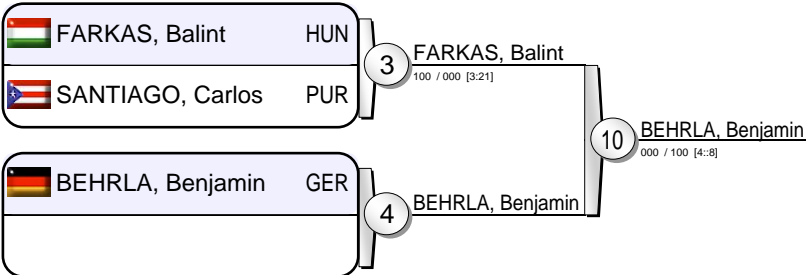 FARKAS, Balint HUN
SANTIAGO, Carlos PUR
3
FARKAS, Balint
100 / 000 [3:21]
BEHRLA, Benjamin GER
4
BEHRLA, Benjamin
10
BEHRLA, Benjamin
000 / 100 [4::8]